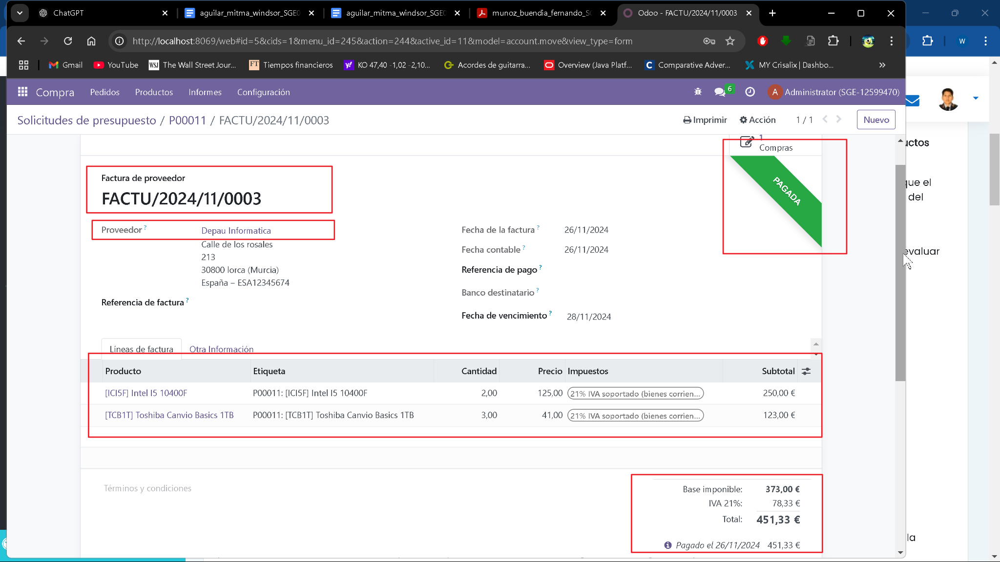 ChatGPT
aguilar_mitma_windsor_SGE0
aguilar_mitma_windsor_SGE0
munoz_buendia_fernando_SG
Odoo - FACTU/2024/11/0003
http://localhost:8069/web#id=5&cids=1&menu_id=245&action=244&active_id=11&model=account.move&view_type=form
W
Gmail
YouTube
WSJ
The Wall Street Jour...
FT
Tiempos financieros
KO 47,40 -1,02 -2,10...
Acordes de guitarra...
Overview (Java Platf...
C
Comparative Adver...
MY Crisalix | Dashbo...
Compra
Pedidos
Productos
Informes
Configuración
6
A
Administrator (SGE-12599470)
Solicitudes de presupuesto / P00011 / FACTU/2024/11/0003
Imprimir
Acción
1 / 1
Nuevo
1
Compras
PAGADA
Factura de proveedor
FACTU/2024/11/0003
Proveedor ?
Depau Informatica
Calle de los rosales
213
30800 lorca (Murcia)
España – ESA12345674
Referencia de factura ?
Fecha de la factura ? 26/11/2024
Fecha contable ? 26/11/2024
Referencia de pago ?
Banco destinatario ?
Fecha de vencimiento ? 28/11/2024
Líneas de factura
Otra Información
Producto Etiqueta Cantidad Precio Impuestos Subtotal
[ICI5F] Intel I5 10400F P00011: [ICI5F] Intel I5 10400F 2,00 125,00 21% IVA soportado (bienes corrien... 250,00 €
[TCB1T] Toshiba Canvio Basics 1TB P00011: [TCB1T] Toshiba Canvio Basics 1TB 3,00 41,00 21% IVA soportado (bienes corrien... 123,00 €
Términos y condiciones
Base imponible: 373,00 €
IVA 21%: 78,33 €
Total: 451,33 €
Pagado el 26/11/2024 451,33 €
uctos
que el
del
evaluar
la